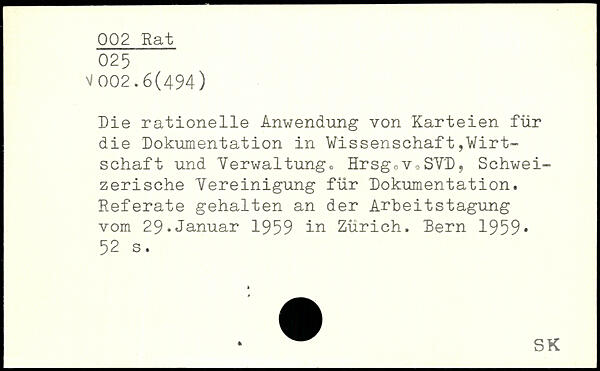 002 Rat
025
√002.6(494)
Die rationelle Anwendung von Karteien für
die Dokumentation in Wissenschaft,Wirt-
schaft und Verwaltung. Hrsg.v.SVD, Schwei-
zerische Vereinigung für Dokumentation.
Referate gehalten an der Arbeitstagung
vom 29.Januar 1959 in Zürich. Bern 1959.
52 s.
SK